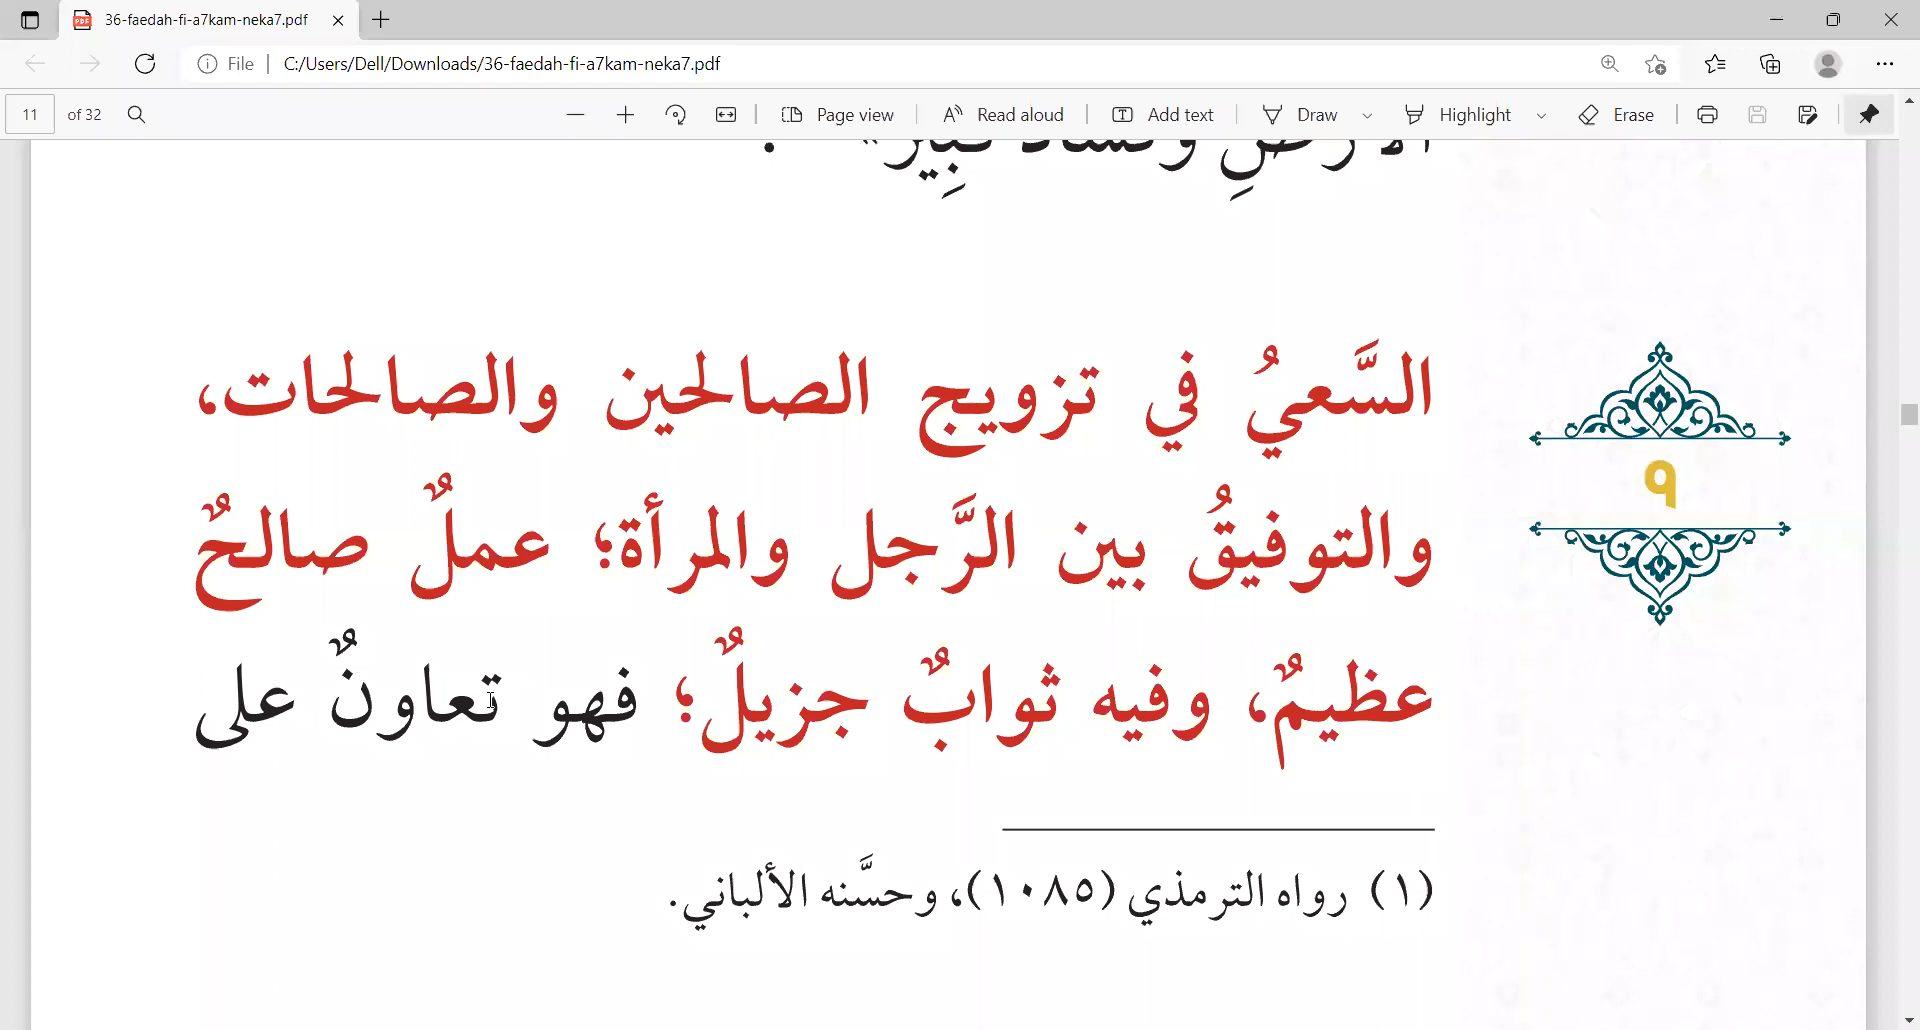 36-faedah-fi-a7kam-neka7.pdf
File | C:/Users/Dell/Downloads/36-faedah-fi-a7kam-neka7.pdf
11 of 32 Page view Read aloud Add text Draw Highlight Erase
السَّعيُ في تزويج الصالحين والصالحات،
٩
والتوفيقُ بين الرَّجل والمرأة؛ عملٌ صالحٌ
عظيمٌ، وفيه ثوابٌ جزيلٌ؛ فهو تعاونٌ على
(١) رواه الترمذي (١٠٨٥)، وحسَّنه الألباني.